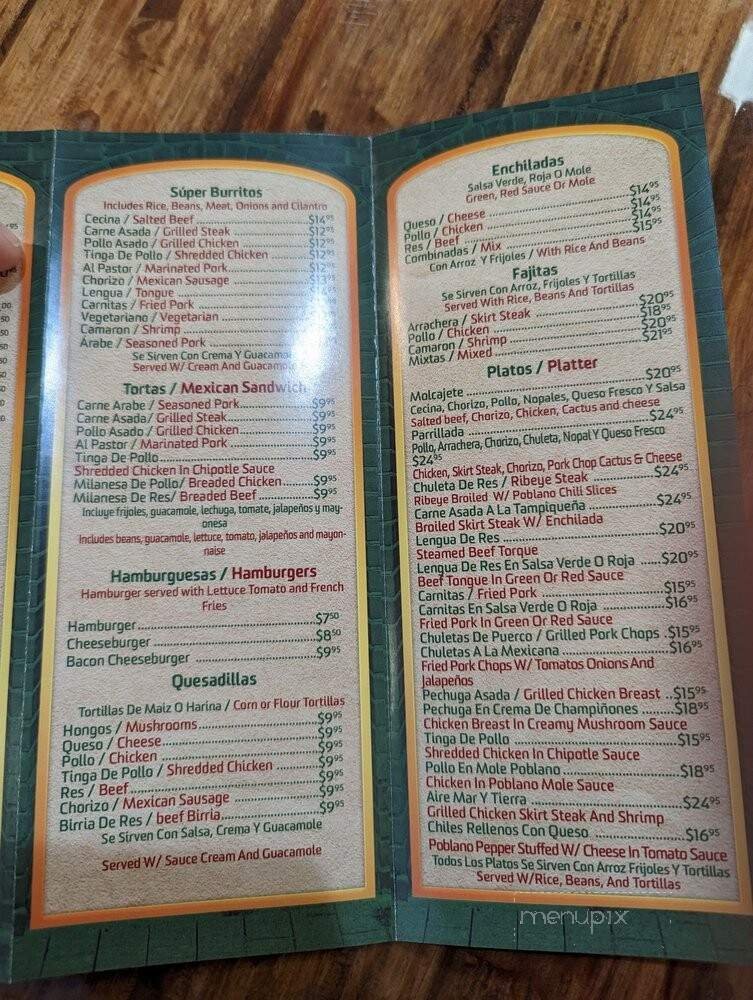 Súper Burritos
Includes Rice, Beans, Meat, Onions and Cilantro
Cecina / Salted Beef ............ $14.95
Carne Asada / Grilled Steak ............ $12.95
Pollo Asado / Grilled Chicken ............ $12.95
Tinga De Pollo / Shredded Chicken ............ $12.95
Al Pastor / Marinated Pork ............ $12.95
Chorizo / Mexican Sausage ............ $13.95
Lengua / Tongue ............
Carnitas / Fried Pork ............
Vegetariano / Vegetarian ............
Camaron / Shrimp ............
Arabe / Seasoned Pork ............
Se Sirven Con Crema Y Guacamo
Served W/ Cream And Guacamo
Tortas / Mexican Sandwich
Carne Arabe / Seasoned Pork ............ $9.95
Carne Asada/ Grilled Steak ............ $9.95
Pollo Asado/ Grilled Chicken ............ $9.95
Al Pastor / Marinated Pork ............ $9.95
Tinga De Pollo ............ $9.95
Shredded Chicken In Chipotle Sauce
Milanesa De Pollo/ Breaded Chicken ............ $9.95
Milanesa De Res/ Breaded Beef ............ $9.95
Incluye frijoles, guacamole, lechuga, tomate, jalapeños y may-
onesa
Includes beans, guacamole, lettuce, tomato, jalapeños and mayon-
naise
Hamburguesas / Hamburgers
Hamburger served with Lettuce Tomato and French
Fries
Hamburger ............ $7.50
Cheeseburger ............ $8.50
Bacon Cheeseburger ............ $9.95
Quesadillas
Tortillas De Maiz O Harina / Corn or Flour Tortillas
Hongos / Mushrooms ............ $9.95
Queso / Cheese ............ $9.95
Pollo / Chicken ............ $9.95
Tinga De Pollo / Shredded Chicken ............ $9.95
Res / Beef ............ $9.95
Chorizo / Mexican Sausage ............ $9.95
Birria De Res / beef Birria ............ $9.95
Se Sirven Con Salsa, Crema Y Guacamole
Served W/ Sauce Cream And Guacamole
Enchiladas
Salsa Verde, Roja O Mole
Green, Red Sauce Or Mole
Queso / Cheese ............ $14.95
Pollo / Chicken ............ $14.95
Res / Beef ............ $14.95
Combinadas / Mix ............ $15.95
Con Arroz Y Frijoles / With Rice And Beans
Fajitas
Se Sirven Con Arroz, Frijoles Y Tortillas
Served With Rice, Beans And Tortillas
Arrachera / Skirt Steak ............ $20.95
Pollo / Chicken ............ $18.95
Camaron / Shrimp ............ $20.95
Mixtas / Mixed ............ $21.95
Platos / Platter
Molcajete ............ $20.95
Cecina, Chorizo, Pollo, Nopales, Queso Fresco Y Salsa
Salted beef, Chorizo, Chicken, Cactus and cheese
Parrillada ............ $24.95
Pollo, Arrachera, Chorizo, Chuleta, Nopal Y Queso Fresco
$24.95
Chicken, Skirt Steak, Chorizo, Pork Chop Cactus & Cheese
Chuleta De Res / Ribeye Steak ............ $24.95
Ribeye Broiled W/ Poblano Chili Slices
Carne Asada A La Tampiqueña ............ $24.95
Broiled Skirt Steak W/ Enchilada
Lengua De Res ............ $20.95
Steamed Beef Torque
Lengua De Res En Salsa Verde O Roja ...... $20.95
Beef Tongue In Green Or Red Sauce
Carnitas / Fried Pork ............ $15.95
Carnitas En Salsa Verde O Roja ............ $16.95
Fried Pork In Green Or Red Sauce
Chuletas De Puerco / Grilled Pork Chops .$15.95
Chuletas A La Mexicana ............ $16.95
Fried Pork Chops W/ Tomatos Onions And
Jalapeños
Pechuga Asada / Grilled Chicken Breast ..$15.95
Pechuga En Crema De Champiñones ........$18.95
Chicken Breast In Creamy Mushroom Sauce
Tinga De Pollo ............ $15.95
Shredded Chicken In Chipotle Sauce
Pollo En Mole Poblano ............ $18.95
Chicken In Poblano Mole Sauce
Aire Mar Y Tierra ............ $24.95
Grilled Chicken Skirt Steak And Shrimp
Chiles Rellenos Con Queso ............ $16.95
Poblano Pepper Stuffed W/ Cheese In Tomato Sauce
Todos Los Platos Se Sirven Con Arroz Frijoles Y Tortillas
Served W/Rice, Beans, And Tortillas
menupix